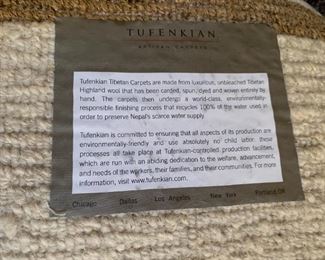 TUFENKIAN
ARTISAN CARPETS
Tufenkian Tibetan Carpets are made from luxurious, unbleached Tibetan
Highland wool that has been carded, spun, dyed and woven entirely by
hand. The carpets then undergo a world-class, environmentally-
responsible finishing process that recycles 100% of the water used in
order to preserve Nepal's scarce water supply.
Tufenkian is committed to ensuring that all aspects of its production are
environmentally-friendly and use absolutely no child labor. these
processes all take place at Tufenkian-controlled production facilities,
which are run with an abiding dedication to the welfare, advancement,
and needs of the workers, their families, and their communities. For more
information, visit www.tufenkian.com.
Chicago Dallas Los Angeles New York Portland, OR